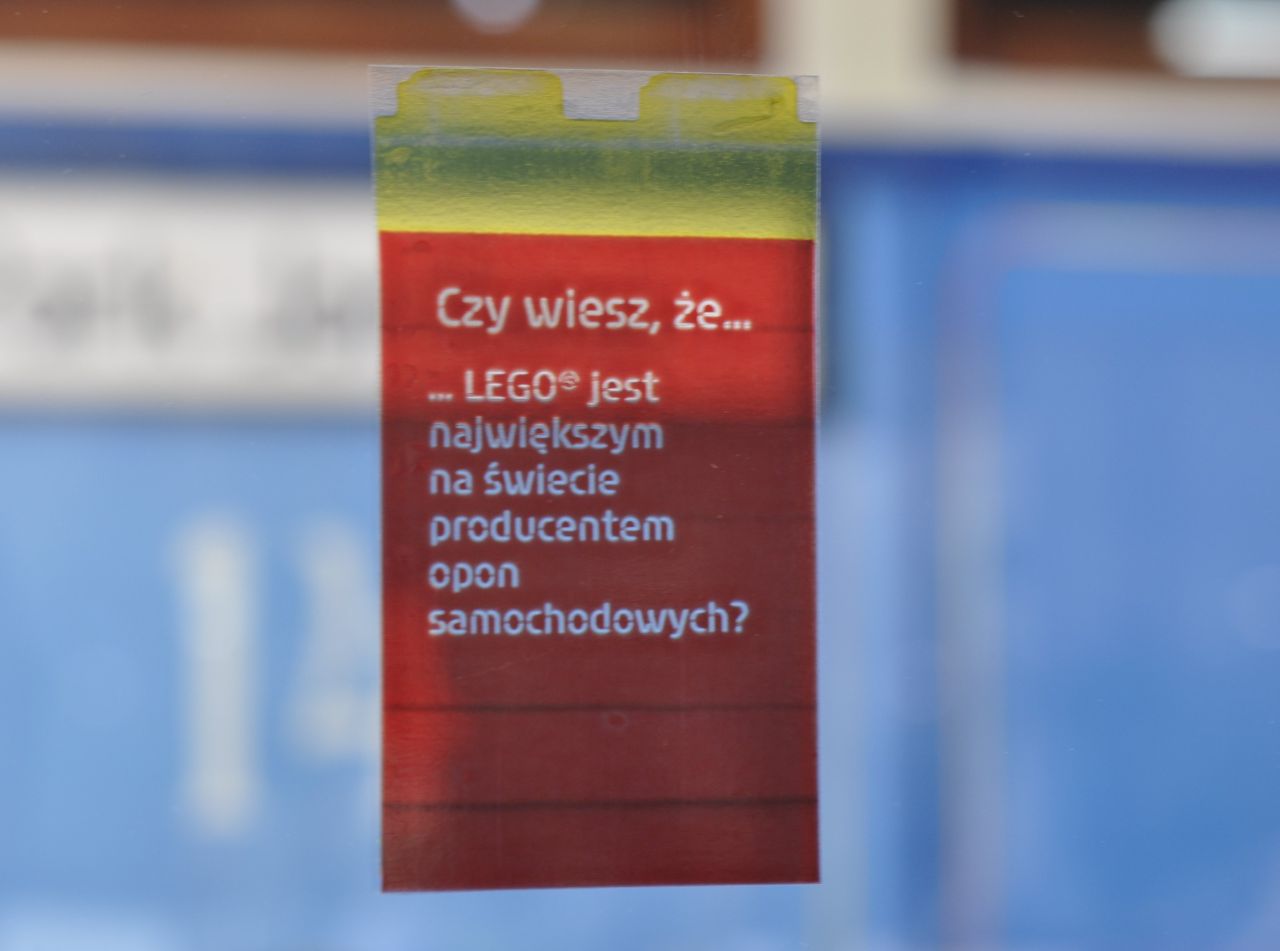 Czy wiesz, że...
... LEGO® jest
największym
na świecie
producentem
opon
samochodowych?